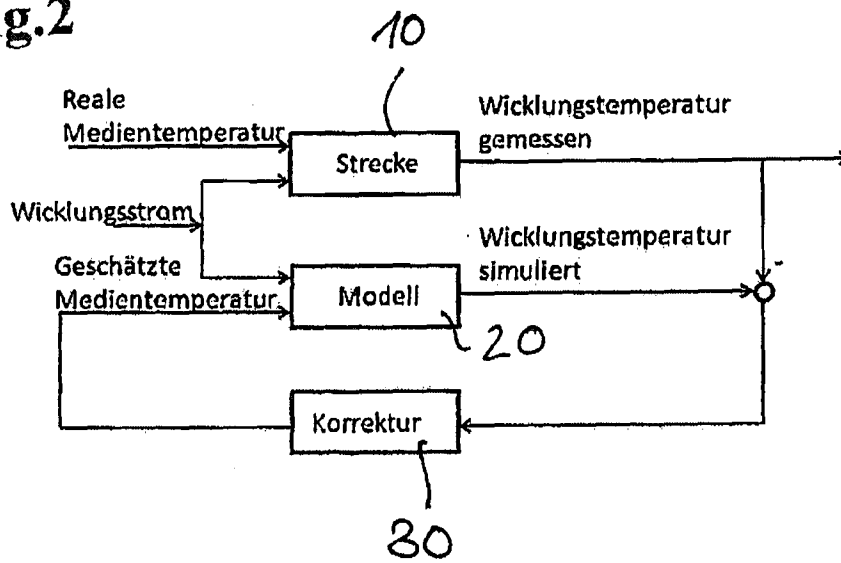 g.2
10
Reale
Medientemperatur
Strecke
Wicklungstemperatur
gemessen
Wicklungsstrom
Geschätzte
Medientemperatur
Modell
Wicklungstemperatur
simuliert
-
20
Korrektur
30